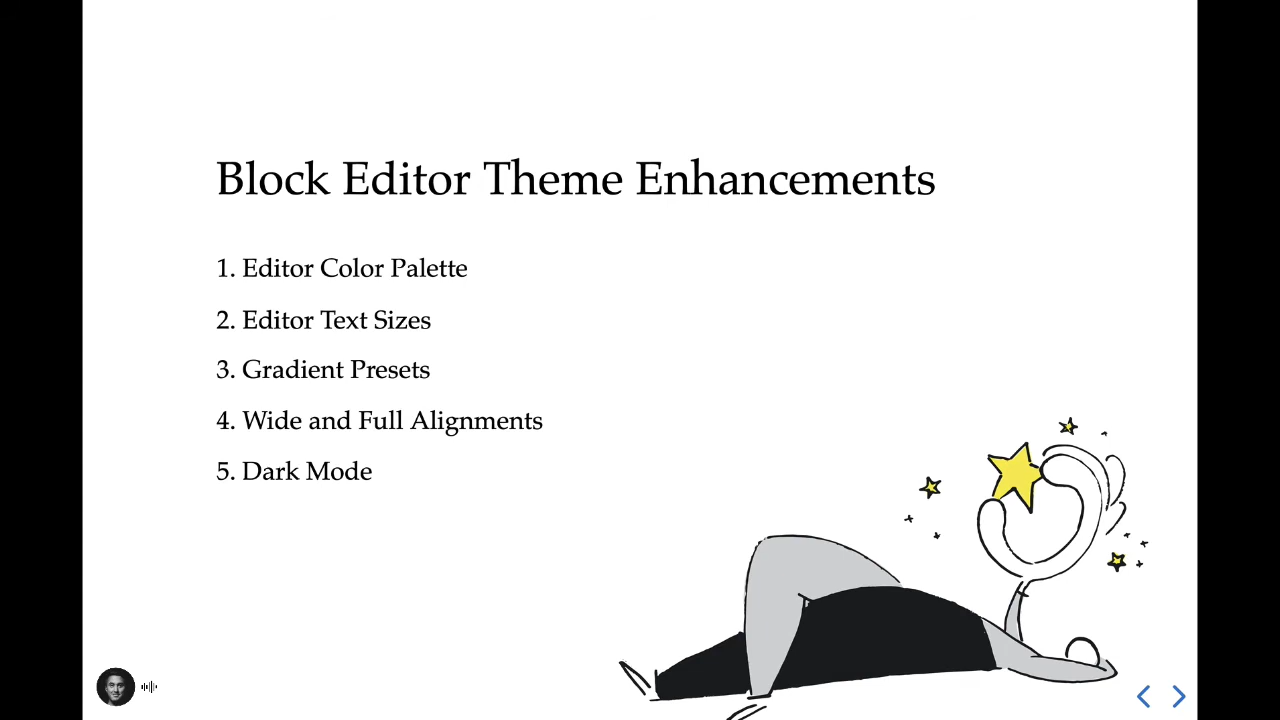 Block Editor Theme Enhancements
1. Editor Color Palette
2. Editor Text Sizes
3. Gradient Presets
4. Wide and Full Alignments
5. Dark Mode